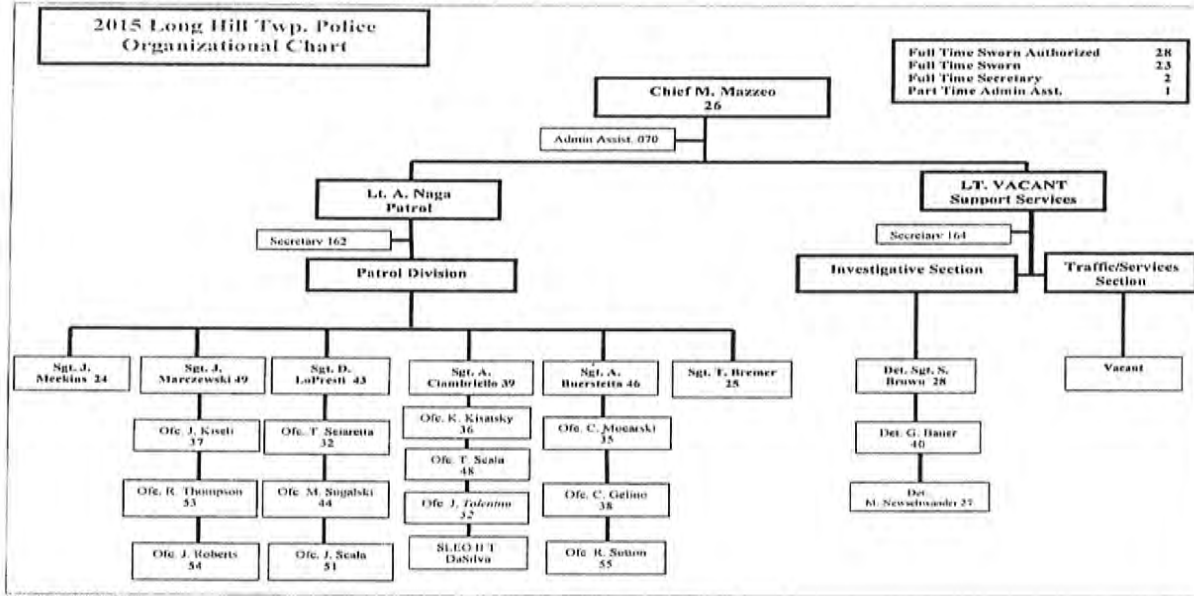 2015 Long Hill Twp. Police
Organizational Chart
Full Time Sworn Authorized 28
Full Time Sworn 23
Full Time Secretary 2
Part Time Admin Asst. 1
Chief M. Mazzeo
26
Admin Assist. 070
Lt. A. Naga
Patrol
LT. VACANT
Support Services
Secretary 162
Secretary 164
Patrol Division
Investigative Section
Traffic/Services
Section
Sgt. J.
Meekins 24
Sgt. J.
Marczewski 49
Sgt. D.
LoPresti 43
Sgt. A.
Ciambriello 39
Sgt. A.
Buerstetta 46
Sgt. T. Bremer
25
Det. Sgt. S.
Brown 28
Vacant
Ofc. J. Kiseli
37
Ofc. T. Sciaretta
32
Ofc. K. Kisatsky
36
Ofc. C. Mocarski
35
Det. G. Bauer
40
Ofc. T. Scala
48
Ofc. R. Thompson
53
Ofc M. Sugalski
44
Ofc J. Tolentino
52
Ofc. C. Gelino
38
Det.
M. Newschwander 27
Ofc. J. Roberts
54
Ofc. J. Scala
51
SLEO II T
DaSilva
Ofc R. Sutton
55